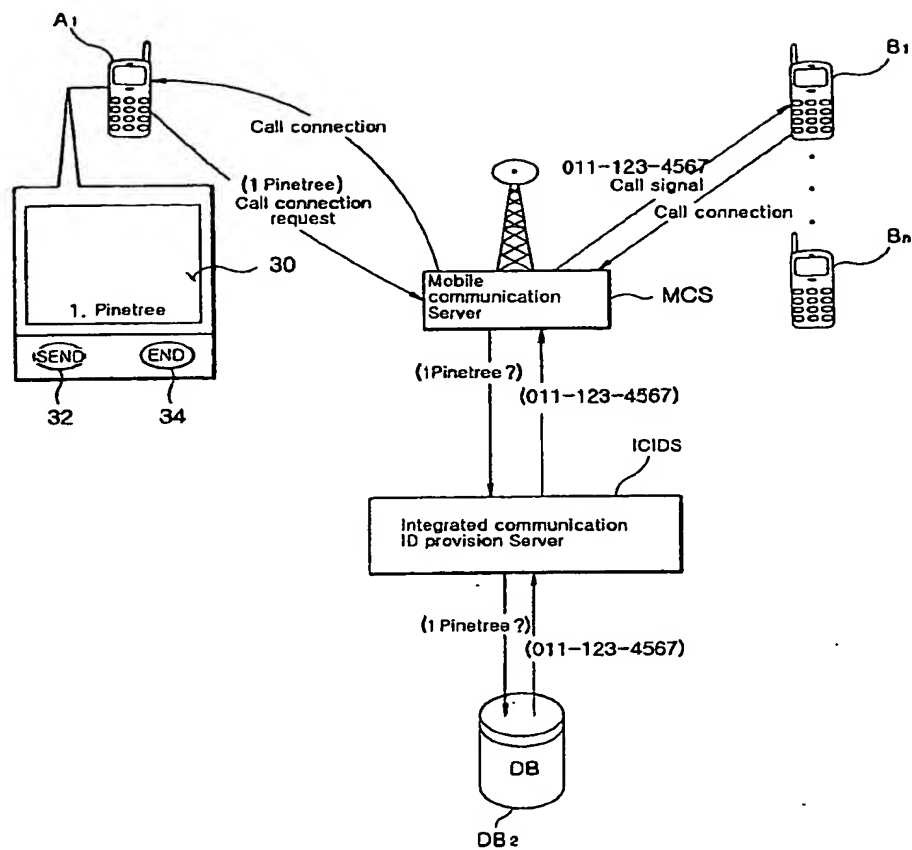 A1
B1
Call connection
(1 Pinetree)
Call connection
request
011-123-4567
Call signal
Call connection
30
1. Pinetree
SEND
END
32
34
Mobile
communication
Server
MCS
Bn
(1Pinetree?)
(011-123-4567)
ICIDS
Integrated communication
ID provision Server
(1 Pinetree?)
(011-123-4567)
DB
DB2